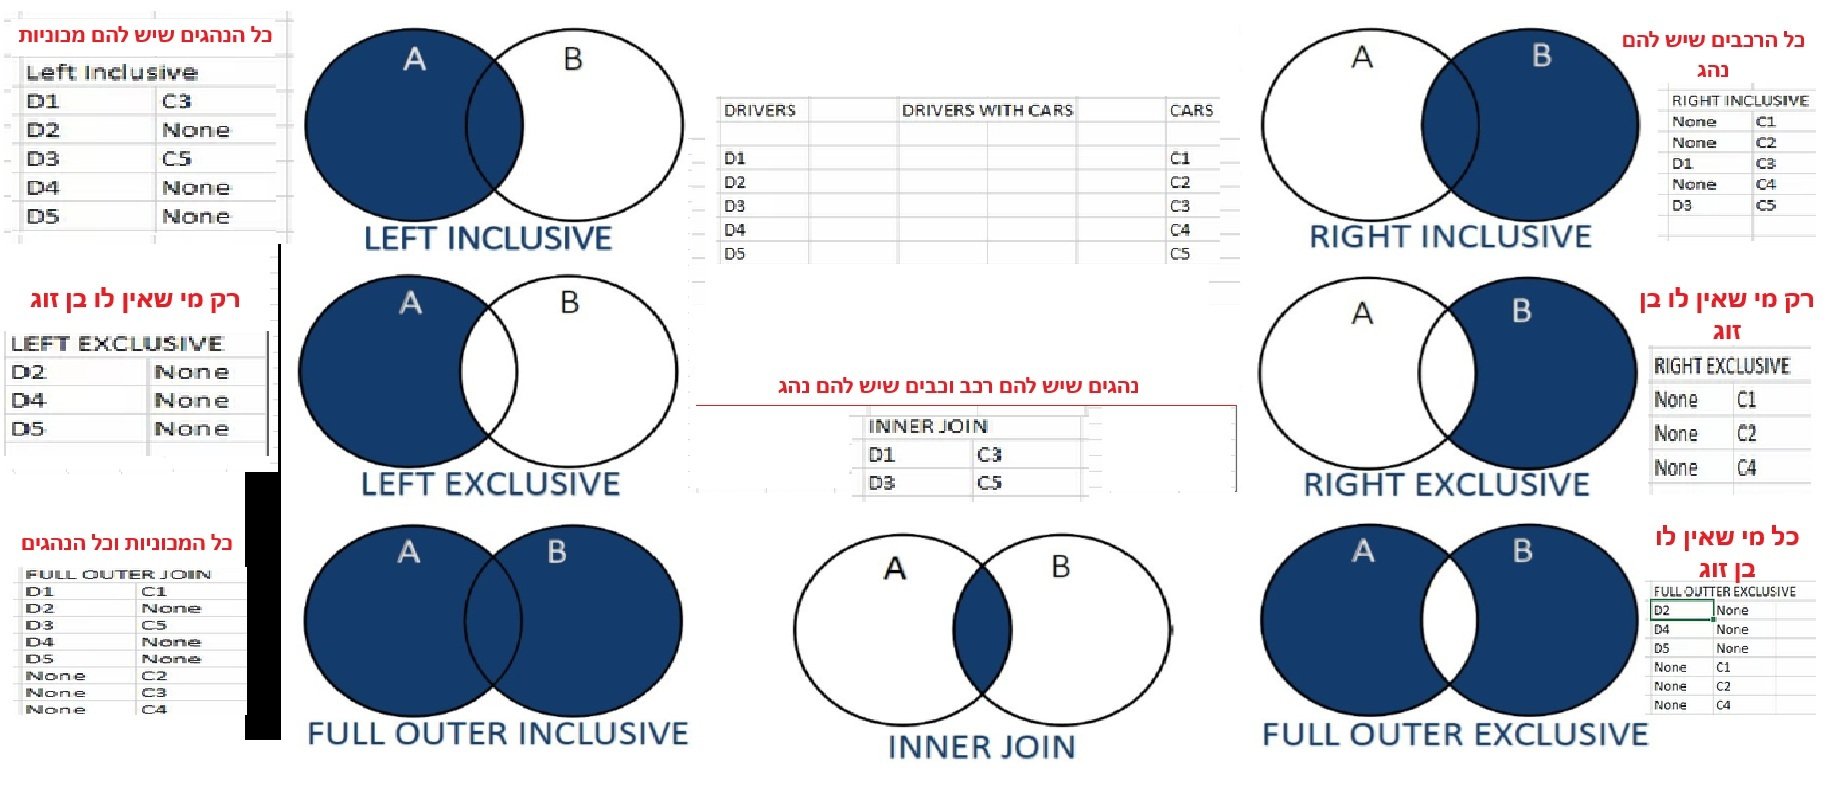 כל הנהגים שיש להם מכוניות
Left Inclusive
D1 C3
D2 None
D3 C5
D4 None
D5 None
A B
LEFT INCLUSIVE
DRIVERS DRIVERS WITH CARS CARS
D1 C1
D2 C2
D3 C3
D4 C4
D5 C5
A B
RIGHT INCLUSIVE
כל הרכבים שיש להם
נהג
RIGHT INCLUSIVE
None C1
None C2
D1 C3
None C4
D3 C5
רק מי שאין לו בן זוג
LEFT EXCLUSIVE
D2 None
D4 None
D5 None
A B
LEFT EXCLUSIVE
נהגים שיש להם רכב וכבים שיש להם נהג
INNER JOIN
D1 C3
D3 C5
A B
RIGHT EXCLUSIVE
רק מי שאין לו בן
זוג
RIGHT EXCLUSIVE
None C1
None C2
None C4
כל המכוניות וכל הנהגים
FULL OUTER JOIN
D1 C1
D2 None
D3 C5
D4 None
D5 None
None C2
None C3
None C4
A B
FULL OUTER INCLUSIVE
A B
INNER JOIN
A B
FULL OUTER EXCLUSIVE
כל מי שאין לו
בן זוג
FULL OUTTER EXCLUSIVE
D2 None
D4 None
D5 None
None C1
None C2
None C4